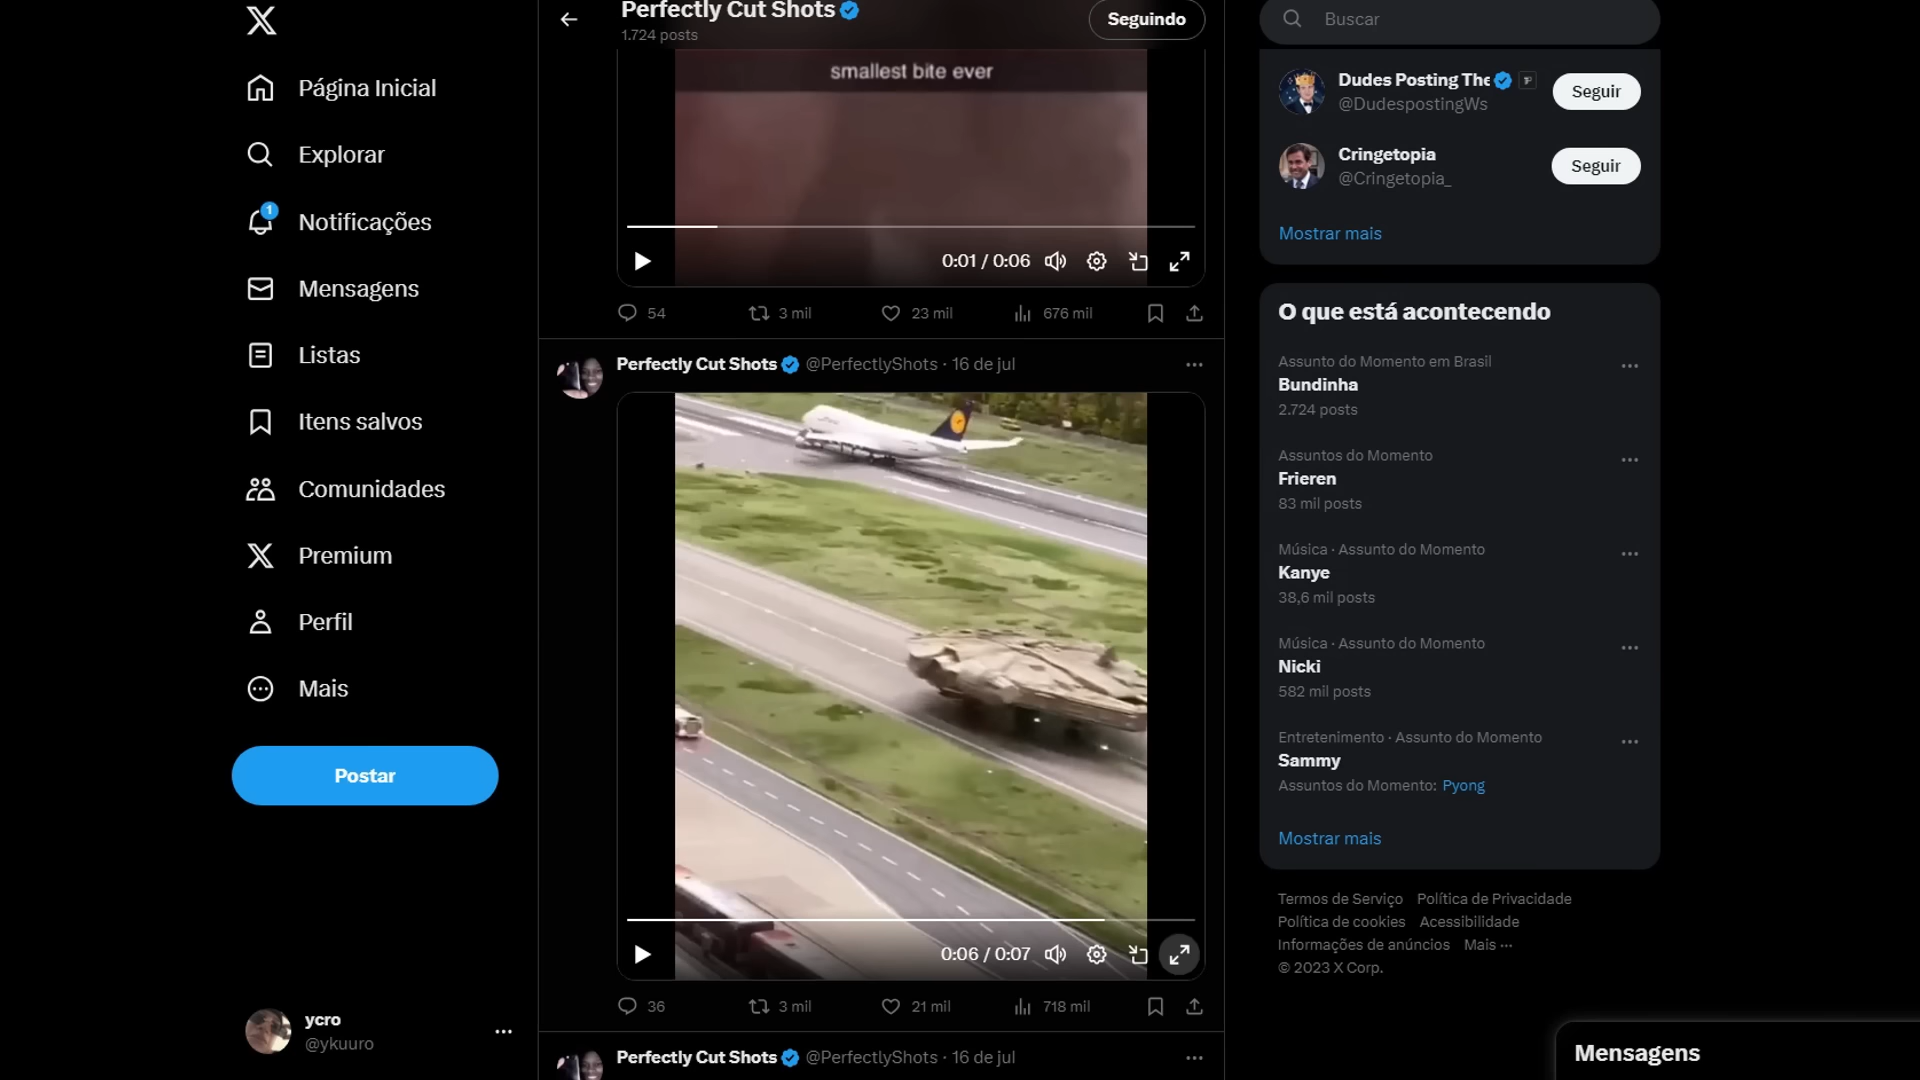 Página Inicial
Explorar
1
Notificações
Mensagens
Listas
Itens salvos
Comunidades
Premium
Perfil
Mais
Postar
ycro
@ykuuro
Perfectly Cut Shots
1.724 posts
Seguindo
smallest bite ever
0:01 / 0:06
54
3 mil
23 mil
676 mil
Perfectly Cut Shots @PerfectlyShots · 16 de jul
0:06 / 0:07
36
3 mil
21 mil
718 mil
Perfectly Cut Shots @PerfectlyShots · 16 de jul
Buscar
Dudes Posting The
@DudespostingWs
Seguir
Cringetopia
@Cringetopia_
Seguir
Mostrar mais
O que está acontecendo
Assunto do Momento em Brasil
Bundinha
2.724 posts
Assuntos do Momento
Frieren
83 mil posts
Música · Assunto do Momento
Kanye
38,6 mil posts
Música · Assunto do Momento
Nicki
582 mil posts
Entretenimento · Assunto do Momento
Sammy
Assuntos do Momento: Pyong
Mostrar mais
Termos de Serviço Política de Privacidade
Política de cookies Acessibilidade
Informações de anúncios Mais ···
© 2023 X Corp.
Mensagens